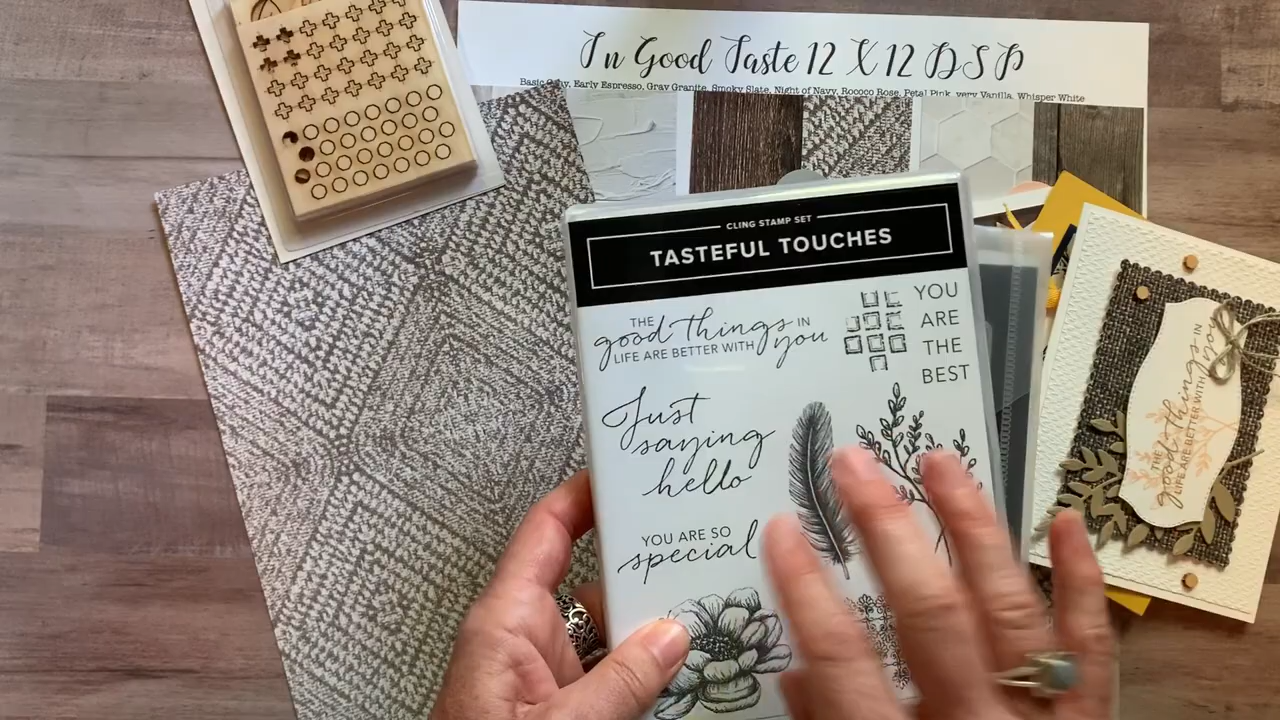 In Good Taste 12 X 12 DSP
Basic Gray, Early Espresso, Gray Granite, Smoky Slate, Night of Navy, Rococo Rose, Petal Pink, very Vanilla, Whisper White
CLING STAMP SET
TASTEFUL TOUCHES
THE
good things IN
LIFE ARE BETTER WITH you
YOU
ARE
THE
BEST
Just
saying
hello
YOU ARE SO
special
THE
good things IN
LIFE ARE BETTER WITH you